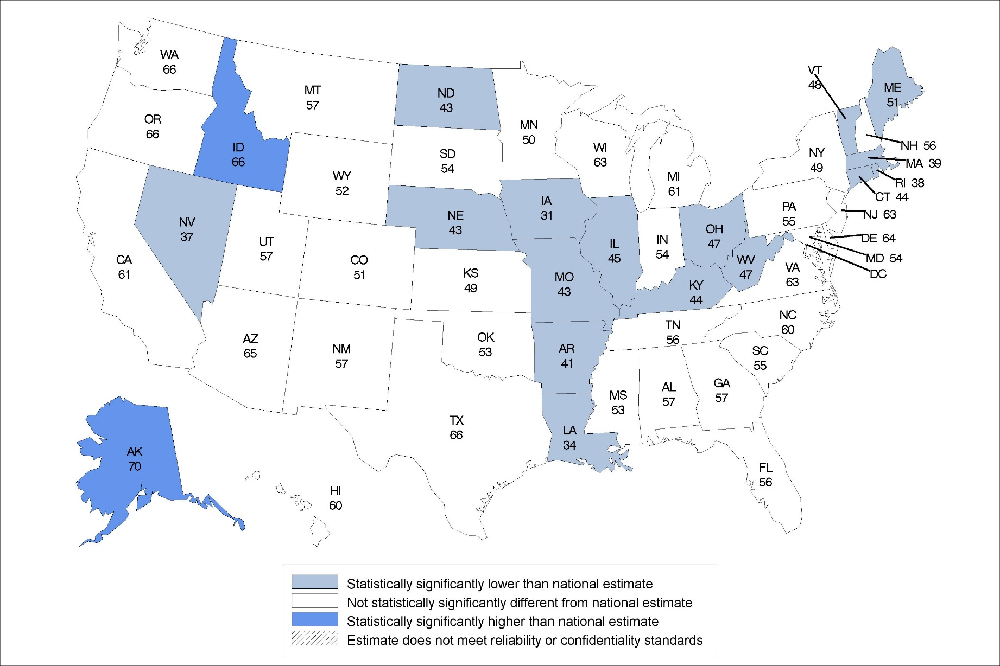 WA
66
OR
66
ID
66
MT
57
ND
43
MN
50
VT
48
ME
51
NH 56
MA 39
RI 38
CT 44
NJ 63
DE 64
MD 54
DC
NY
49
WI
63
MI
61
SD
54
WY
52
NV
37
CA
61
UT
57
CO
51
NE
43
IA
31
IL
45
IN
54
OH
47
PA
55
WV
47
VA
63
KY
44
KS
49
MO
43
AZ
65
NM
57
OK
53
AR
41
TN
56
NC
60
SC
55
MS
53
AL
57
GA
57
TX
66
LA
34
FL
56
AK
70
HI
60
Statistically significantly lower than national estimate
Not statistically significantly different from national estimate
Statistically significantly higher than national estimate
Estimate does not meet reliability or confidentiality standards